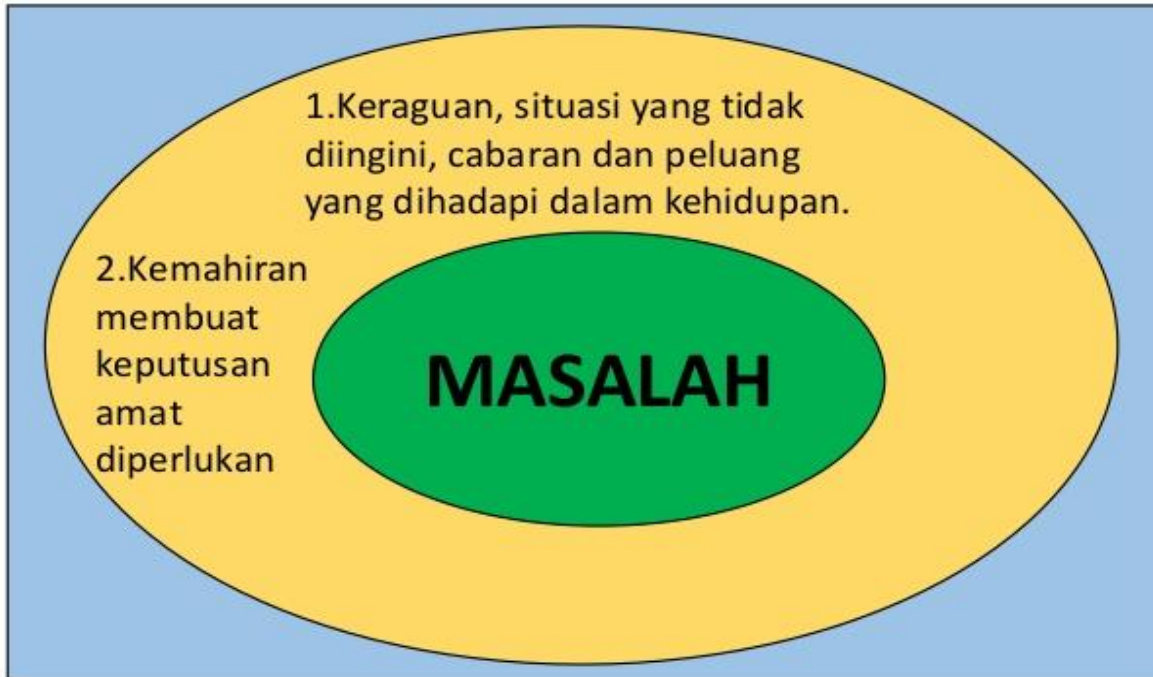 1.Keraguan, situasi yang tidak
diingini, cabaran dan peluang
yang dihadapi dalam kehidupan.
2.Kemahiran
membuat
keputusan
amat
diperlukan
MASALAH